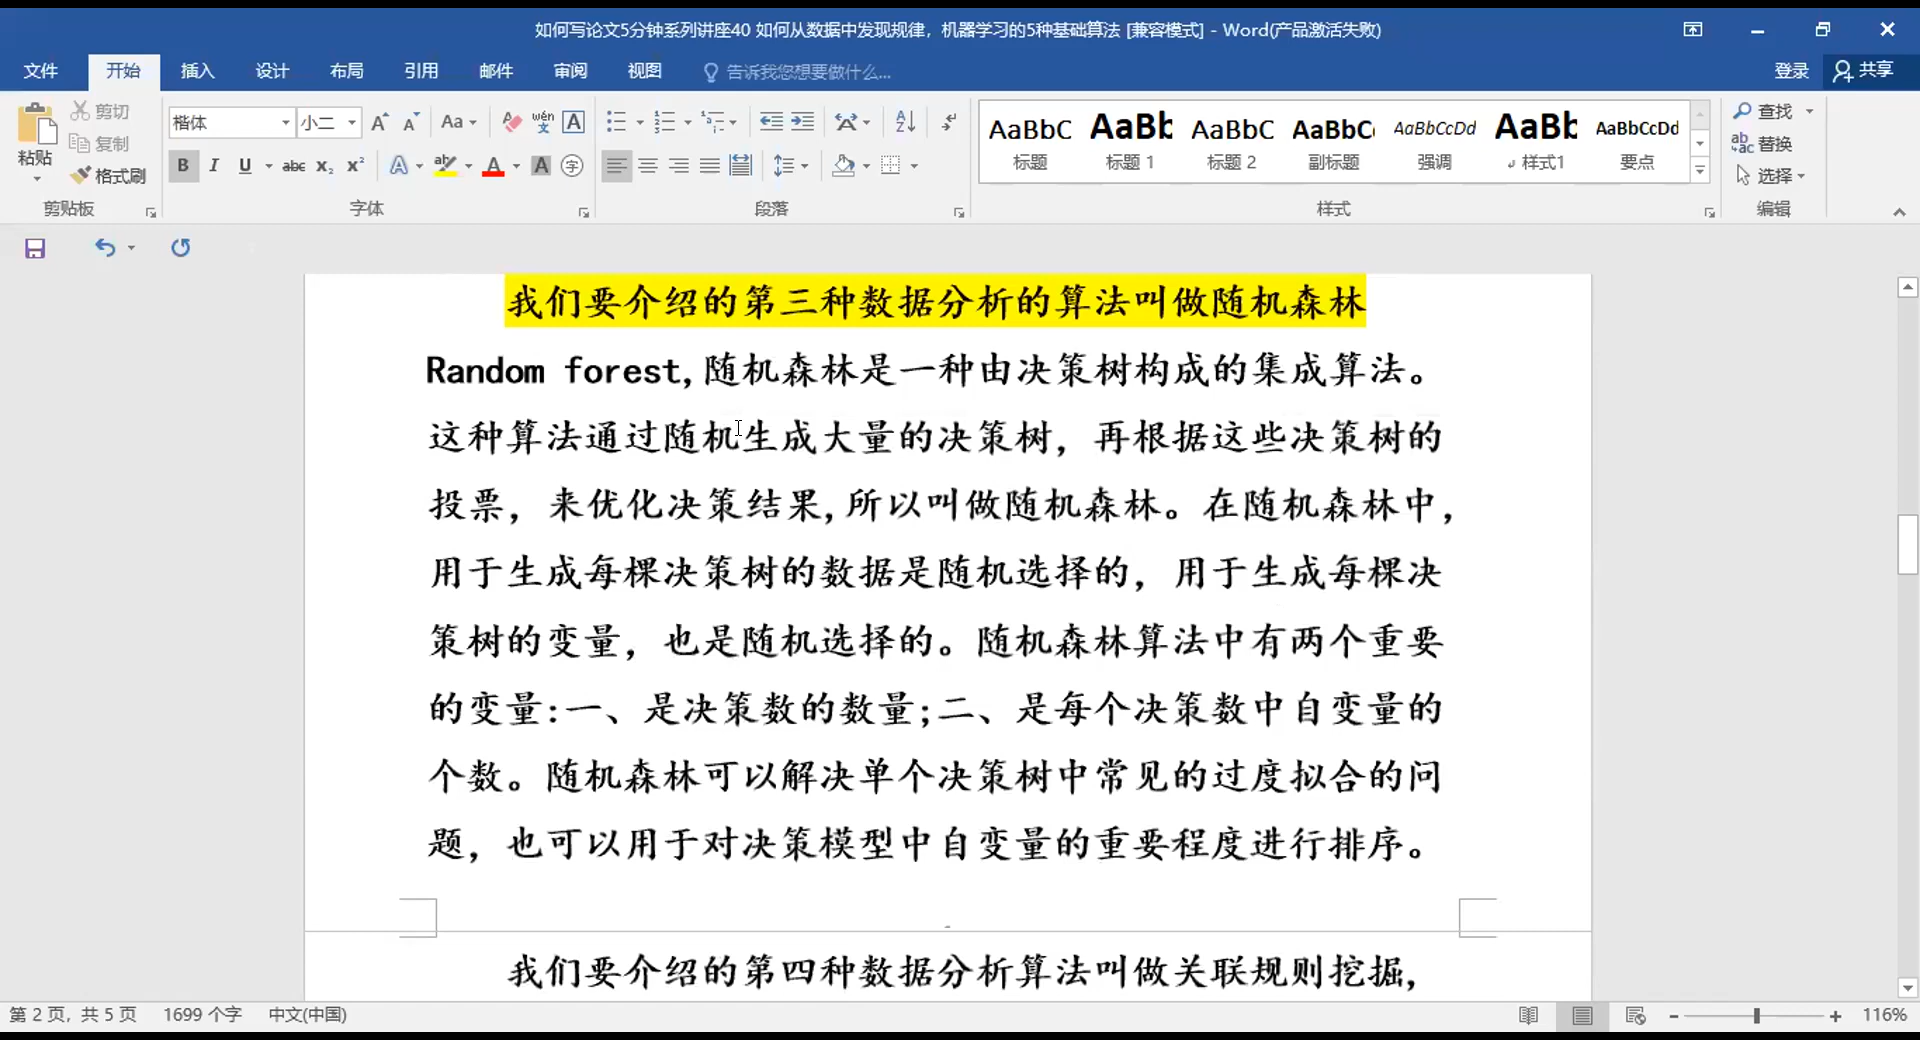 如何写论文5分钟系列讲座40 如何从数据中发现规律，机器学习的5种基础算法 [兼容模式] - Word(产品激活失败)
文件 开始 插入 设计 布局 引用 邮件 审阅 视图 告诉我您想要做什么... 登录 共享
粘贴 剪切 复制 格式刷
楷体 小二
剪贴板 字体 段落 样式 编辑
AaBbC AaBb AaBbC AaBbC AaBbCcDd AaBb AaBbCcDd
标题 标题 1 标题 2 副标题 强调 样式1 要点
查找
替换
选择
我们要介绍的第三种数据分析的算法叫做随机森林
Random forest,随机森林是一种由决策树构成的集成算法。
这种算法通过随机生成大量的决策树，再根据这些决策树的
投票，来优化决策结果,所以叫做随机森林。在随机森林中,
用于生成每棵决策树的数据是随机选择的，用于生成每棵决
策树的变量，也是随机选择的。随机森林算法中有两个重要
的变量:一、是决策数的数量;二、是每个决策数中自变量的
个数。随机森林可以解决单个决策树中常见的过度拟合的问
题，也可以用于对决策模型中自变量的重要程度进行排序。
我们要介绍的第四种数据分析算法叫做关联规则挖掘,
第 2 页，共 5 页 1699 个字 中文(中国) 116%